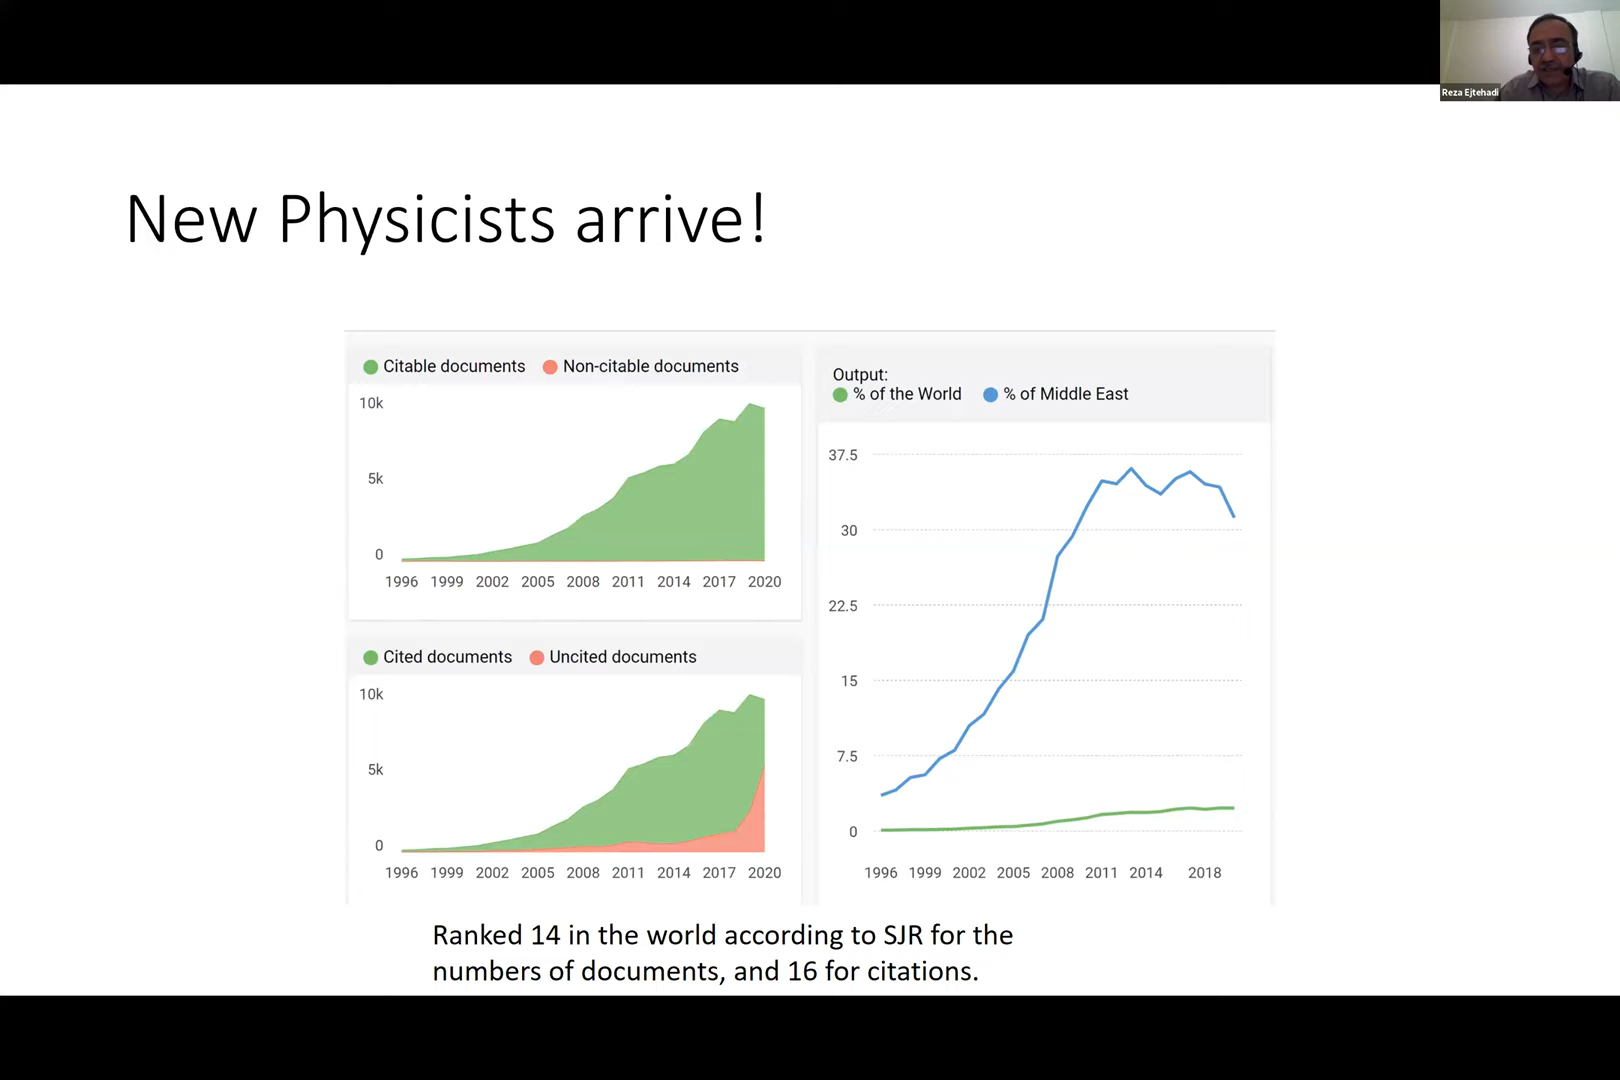 Reza Ejtehadi
New Physicists arrive!
Citable documents Non-citable documents
10k
5k
0
1996 1999 2002 2005 2008 2011 2014 2017 2020
Cited documents Uncited documents
10k
5k
0
1996 1999 2002 2005 2008 2011 2014 2017 2020
Output:
% of the World % of Middle East
37.5
30
22.5
15
7.5
0
1996 1999 2002 2005 2008 2011 2014 2018
Ranked 14 in the world according to SJR for the
numbers of documents, and 16 for citations.